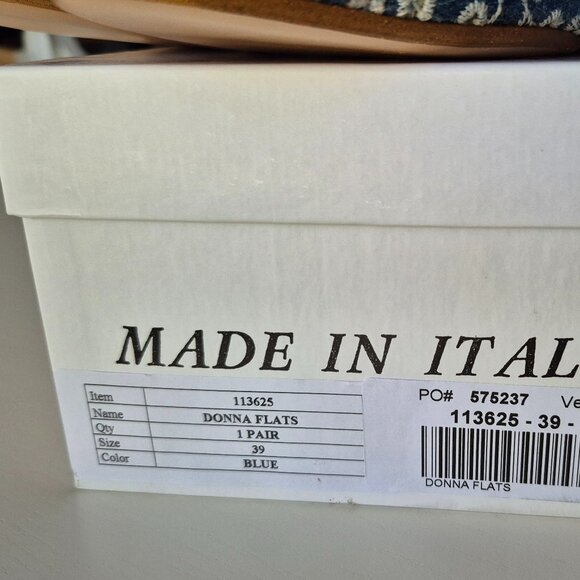 MADE IN ITAL
Item 113625
Name DONNA FLATS
Qty 1 PAIR
Size 39
Color BLUE
PO# 575237 Ve
113625 - 39 -
DONNA FLATS